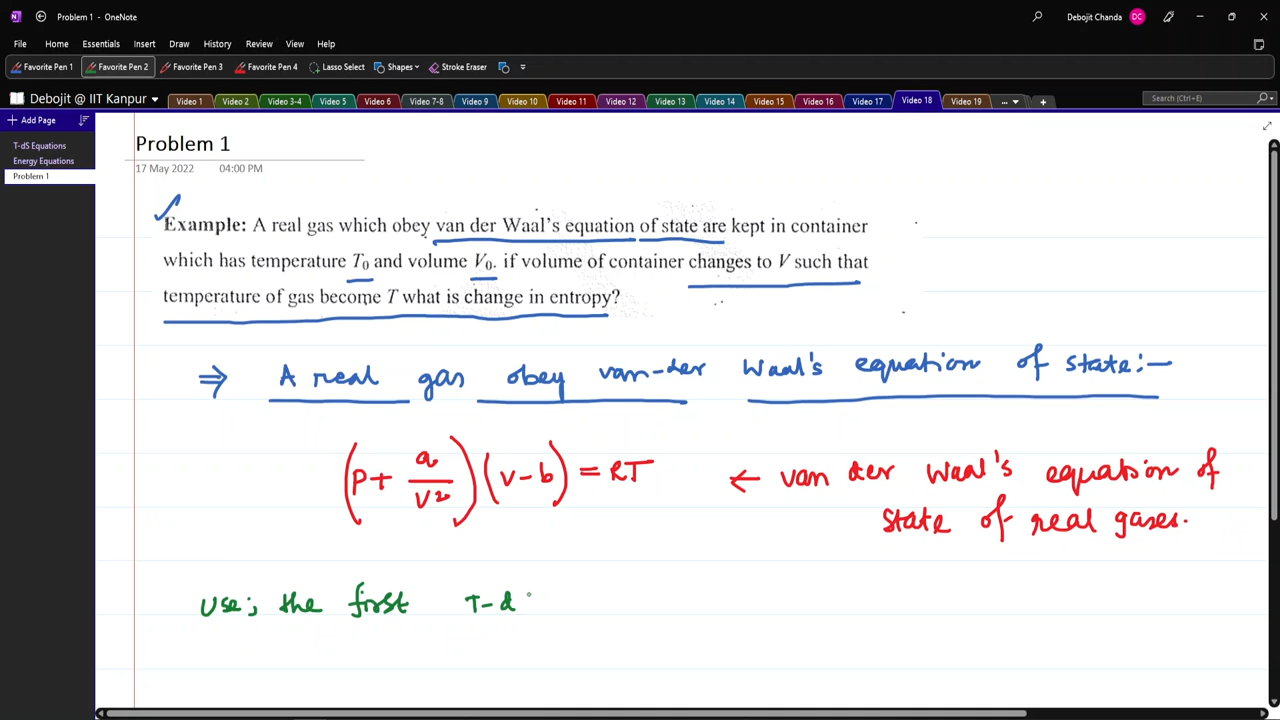 Problem 1 - OneNote
Debojit Chanda DC
File Home Essentials Insert Draw History Review View Help
Favorite Pen 1 Favorite Pen 2 Favorite Pen 3 Favorite Pen 4 Lasso Select Shapes Stroke Eraser
Debojit @ IIT Kanpur Video 1 Video 2 Video 3-4 Video 5 Video 6 Video 7-8 Video 9 Video 10 Video 11 Video 12 Video 13 Video 14 Video 15 Video 16 Video 17 Video 18 Video 19 ... + Search (Ctrl+E)
+ Add Page
T-dS Equations
Energy Equations
Problem 1
Problem 1
17 May 2022 04:00 PM
Example: A real gas which obey van der Waal's equation of state are kept in container
which has temperature T₀ and volume V₀. if volume of container changes to V such that
temperature of gas become T what is change in entropy?
⇒ A real gas obey van-der Waal's equation of state:-
(P + a/V²)(V-b) = RT ← van der Waal's equation of
state of real gases.
Use; the first T-d